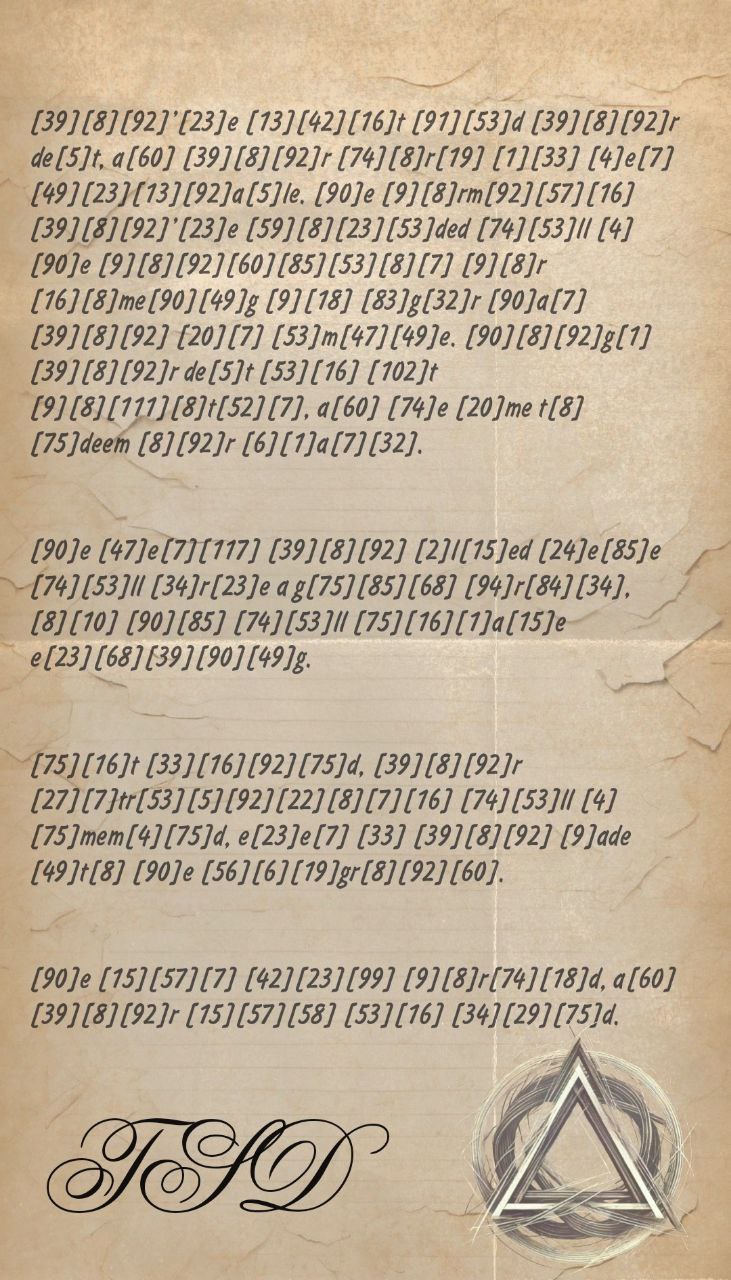 [39][8][92]'[23]e [13][42][16]t [91][53]d [39][8][92]r
de[5]t, a[60] [39][8][92]r [74][8]r[19] [1][33] [4]e[7]
[49][23][13][92]a[5]le. [90]e [9][8]rm[92][57][16]
[39][8][92]'[23]e [59][8][23][53]ded [74][53]ll [4]
[90]e [9][8][92][60][85][53][8][7] [9][8]r
[16][8]me[90][49]g [9][18] [83]g[32]r [90]a[7]
[39][8][92] [20][7] [53]m[47][49]e. [90][8][92]g[1]
[39][8][92]r de[5]t [53][16] [102]t
[9][8][111][8]t[52][7], a[60] [74]e [20]me t[8]
[75]deem [8][92]r [6][1]a[7][32].
[90]e [47]e[7][117] [39][8][92] [2]l[15]ed [24]e[85]e
[74][53]ll [34]r[23]e a g[75][85][68] [94]r[84][34],
[8][10] [90][85] [74][53]ll [75][16][1]a[15]e
e[23][68][39][90][49]g.
[75][16]t [33][16][92][75]d, [39][8][92]r
[27][7]tr[53][5][92][22][8][7][16] [74][53]ll [4]
[75]mem[4][75]d, e[23]e[7] [33] [39][8][92] [9]ade
[49]t[8] [90]e [56][6][19]gr[8][92][60].
[90]e [15][57][7] [42][23][99] [9][8]r[74][18]d, a[60]
[39][8][92]r [15][57][58] [53][16] [34][29][75]d.
TSD